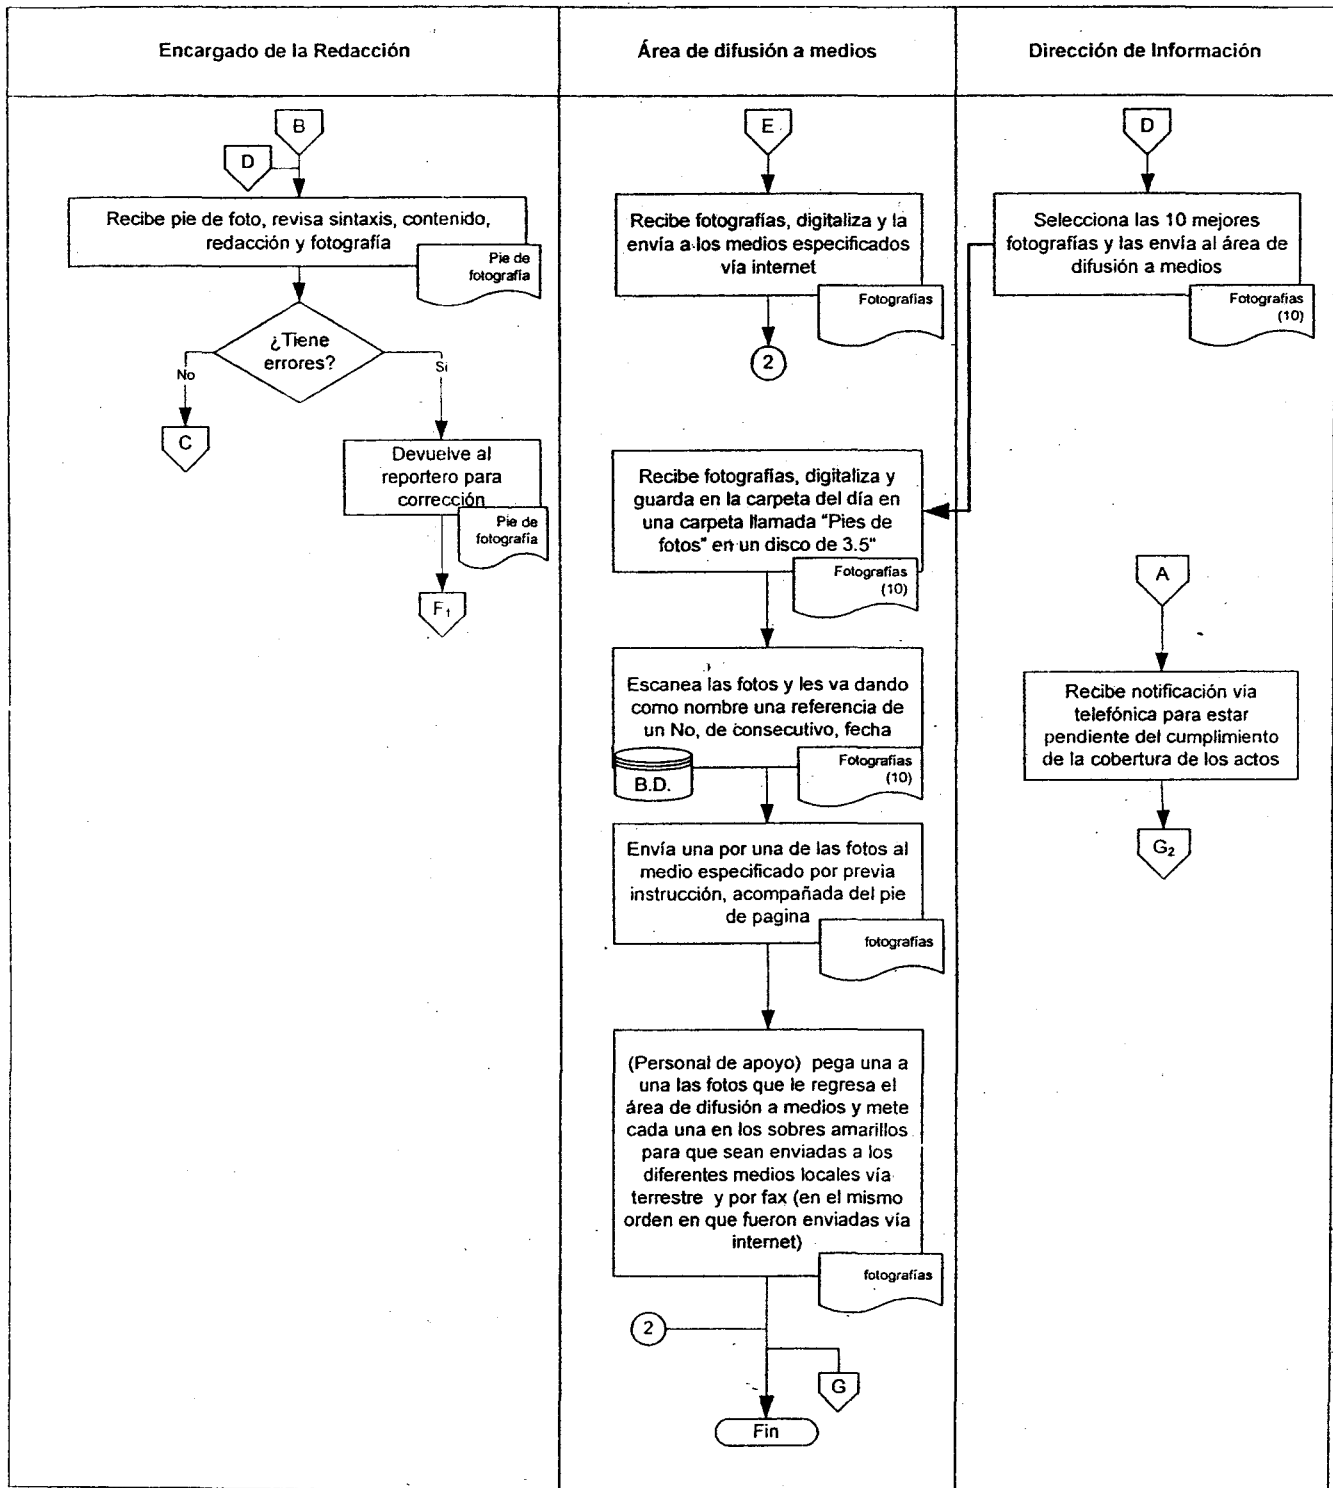 Encargado de la Redacción
Área de difusión a medios
Dirección de Información
B
D
Recibe pie de foto, revisa sintaxis, contenido,
redacción y fotografía
Pie de
fotografía
¿Tiene
errores?
No
Si
C
Devuelve al
reportero para
corrección
Pie de
fotografía
F1
E
Recibe fotografías, digitaliza y la
envía a los medios especificados
vía internet
Fotografías
2
Recibe fotografías, digitaliza y
guarda en la carpeta del día en
una carpeta llamada "Pies de
fotos" en un disco de 3.5"
Fotografías
(10)
Escanea las fotos y les va dando
como nombre una referencia de
un No, de consecutivo, fecha
B.D.
Fotografías
(10)
Envía una por una de las fotos al
medio especificado por previa
instrucción, acompañada del pie
de pagina
fotografías
(Personal de apoyo) pega una a
una las fotos que le regresa el
área de difusión a medios y mete
cada una en los sobres amarillos
para que sean enviadas a los
diferentes medios locales vía
terrestre y por fax (en el mismo
orden en que fueron enviadas vía
internet)
fotografías
2
G
Fin
D
Selecciona las 10 mejores
fotografías y las envía al área de
difusión a medios
Fotografías
(10)
A
Recibe notificación vía
telefónica para estar
pendiente del cumplimiento
de la cobertura de los actos
G2